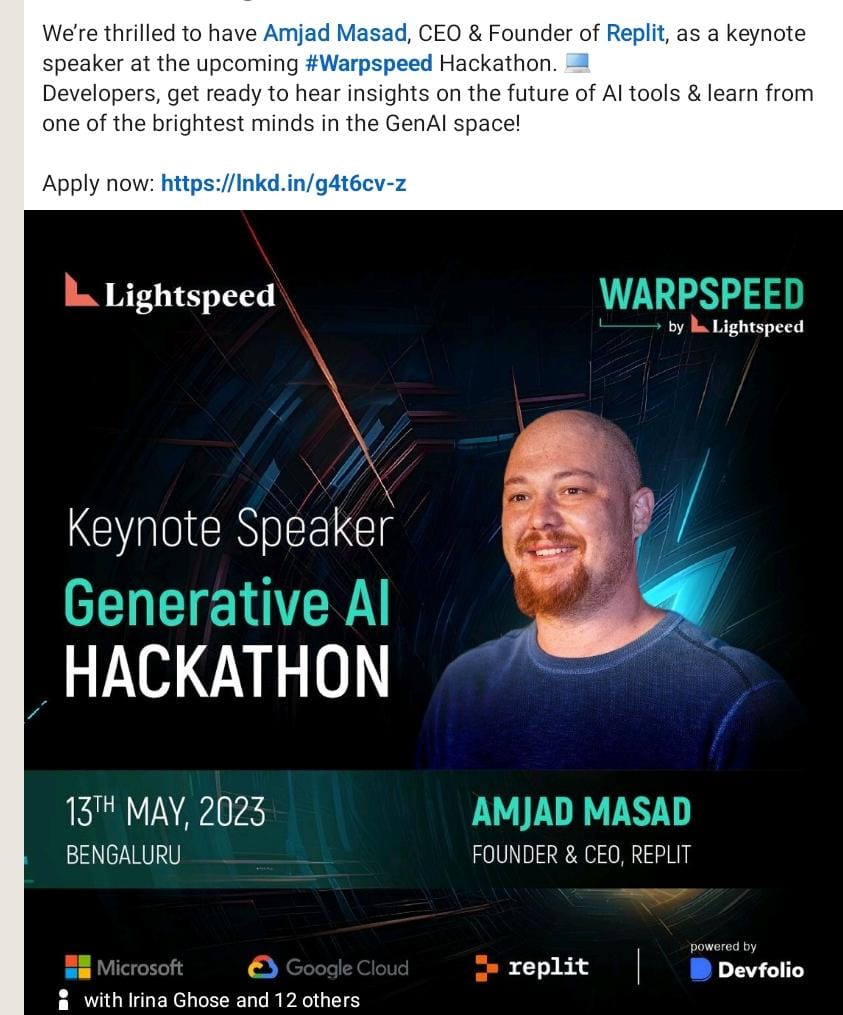 We’re thrilled to have Amjad Masad, CEO & Founder of Replit, as a keynote
speaker at the upcoming #Warpspeed Hackathon. 💻
Developers, get ready to hear insights on the future of AI tools & learn from
one of the brightest minds in the GenAI space!
Apply now: https://lnkd.in/g4t6cv-z
Lightspeed
WARPSPEED
by Lightspeed
Keynote Speaker
Generative AI
HACKATHON
13TH MAY, 2023
BENGALURU
AMJAD MASAD
FOUNDER & CEO, REPLIT
Microsoft
Google Cloud
replit
powered by
Devfolio
with Irina Ghose and 12 others